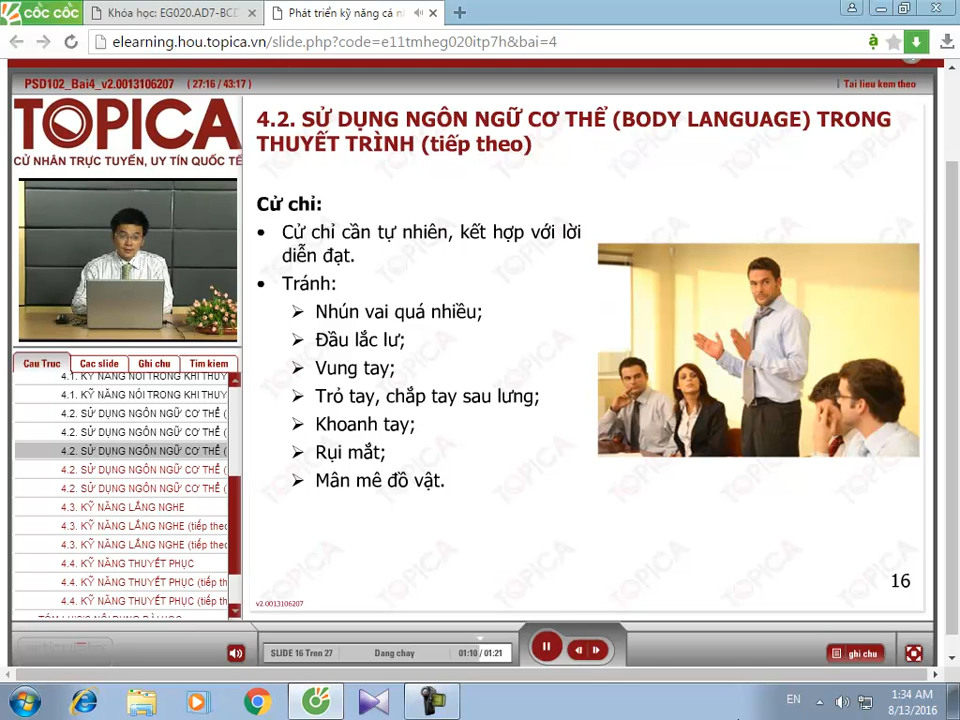 cốc cốc
Khóa học: EG020.AD7-BCD
Phát triển kỹ năng cá n
elearning.hou.topica.vn/slide.php?code=e11tmheg020itp7h&bai=4
PSD102_Bai4_v2.0013106207 ( 27:16 / 43:17 )
Tai lieu kem theo
TOPICA
CỬ NHÂN TRỰC TUYẾN, UY TÍN QUỐC TẾ
4.2. SỬ DỤNG NGÔN NGỮ CƠ THỂ (BODY LANGUAGE) TRONG
THUYẾT TRÌNH (tiếp theo)
Cử chỉ:
• Cử chỉ cần tự nhiên, kết hợp với lời
diễn đạt.
• Tránh:
➢ Nhún vai quá nhiều;
➢ Đầu lắc lư;
➢ Vung tay;
➢ Trỏ tay, chắp tay sau lưng;
➢ Khoanh tay;
➢ Rụi mắt;
➢ Mân mê đồ vật.
16
v2.0013106207
Cau Truc Cac slide Ghi chu Tim kiem
4.1. KỸ NĂNG NÓI TRONG KHI THUY
4.1. KỸ NĂNG NÓI TRONG KHI THUY
4.2. SỬ DỤNG NGÔN NGỮ CƠ THỂ (
4.2. SỬ DỤNG NGÔN NGỮ CƠ THỂ (
4.2. SỬ DỤNG NGÔN NGỮ CƠ THỂ (
4.2. SỬ DỤNG NGÔN NGỮ CƠ THỂ (
4.2. SỬ DỤNG NGÔN NGỮ CƠ THỂ (
4.3. KỸ NĂNG LẮNG NGHE
4.3. KỸ NĂNG LẮNG NGHE (tiếp theo
4.3. KỸ NĂNG LẮNG NGHE (tiếp theo
4.4. KỸ NĂNG THUYẾT PHỤC
4.4. KỸ NĂNG THUYẾT PHỤC (tiếp th
4.4. KỸ NĂNG THUYẾT PHỤC (tiếp th
SLIDE 16 Tren 27 Dang chay 01:10 / 01:21
ghi chu
EN
1:34 AM
8/13/2016